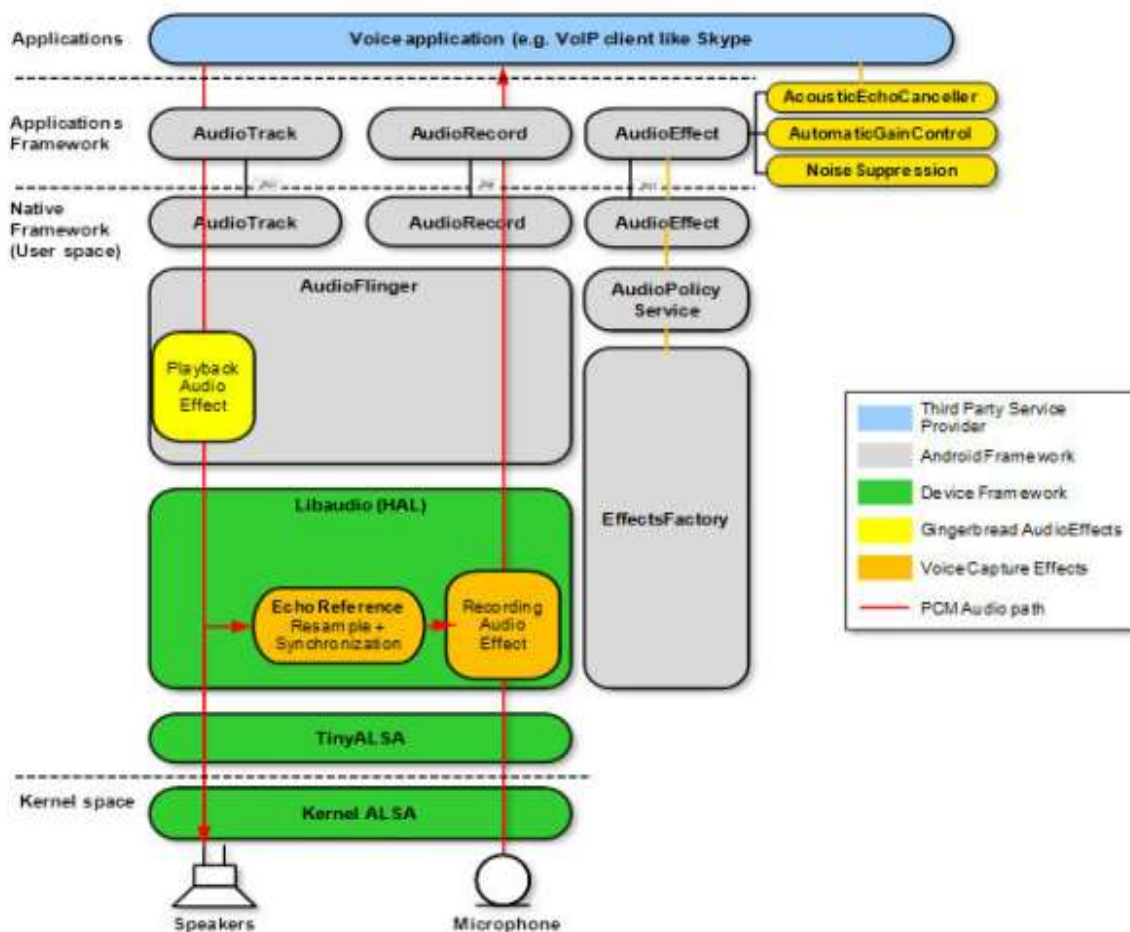 Applications
Voice application (e.g. VoIP client like Skype
AcousticEchoCanceller
Applications
Framework
AudioTrack
AudioRecord
AudioEffect
AutomaticGainControl
Noise Suppression
Native
Framework
(User space)
AudioTrack
AudioRecord
AudioEffect
AudioFlinger
AudioPolicy
Service
Playback
Audio
Effect
Third Party Service
Provider
Android Framework
Device Framework
Gingerbread AudioEffects
Voice Capture Effects
PCM Audio path
Libaudio (HAL)
EffectsFactory
Echo Reference
Resample +
Synchronization
Recording
Audio
Effect
TinyALSA
Kernel space
Kernel ALSA
Speakers
Microphone